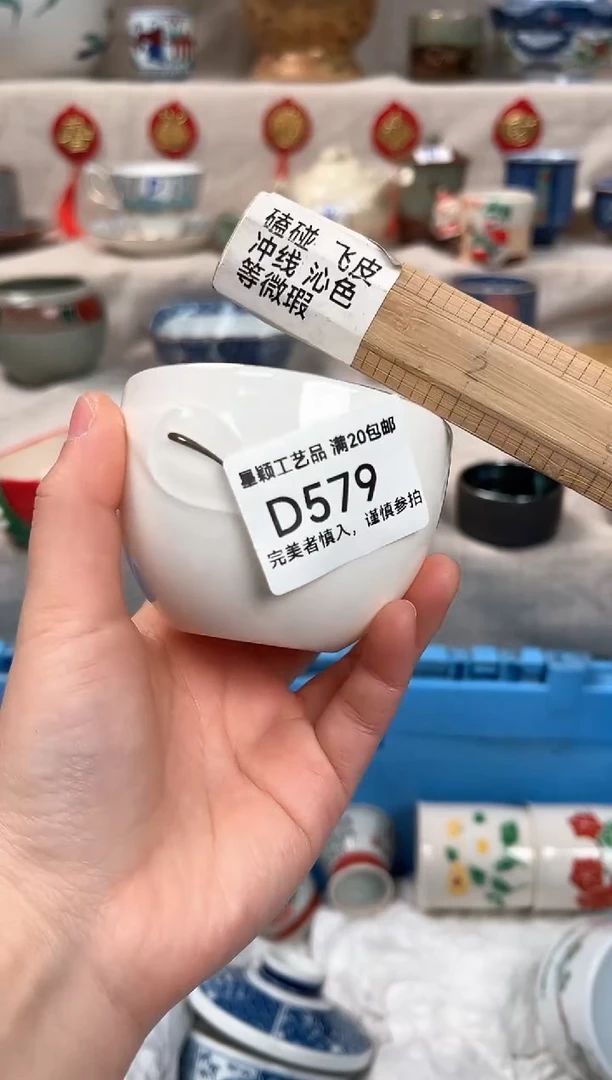 磕碰 飞皮
冲线 沁色
等微瑕
量颖工艺品 满20包邮
D579
完美者慎入，谨慎参拍